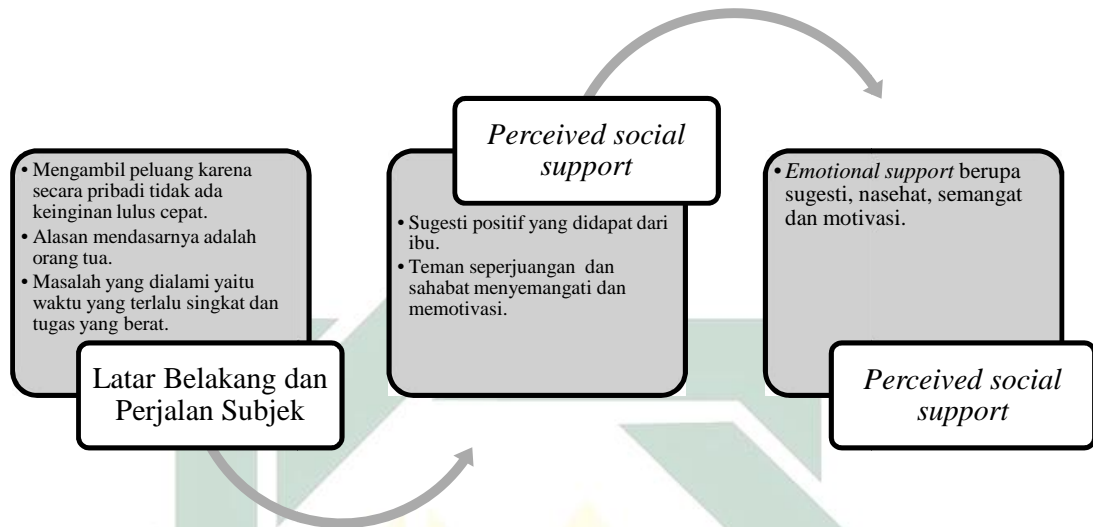 • Mengambil peluang karena
secara pribadi tidak ada
keinginan lulus cepat.
• Alasan mendasarnya adalah
orang tua.
• Masalah yang dialami yaitu
waktu yang terlalu singkat dan
tugas yang berat.
Latar Belakang dan
Perjalan Subjek
Perceived social
support
• Sugesti positif yang didapat dari
ibu.
• Teman seperjuangan dan
sahabat menyemangati dan
memotivasi.
• Emotional support berupa
sugesti, nasehat, semangat
dan motivasi.
Perceived social
support